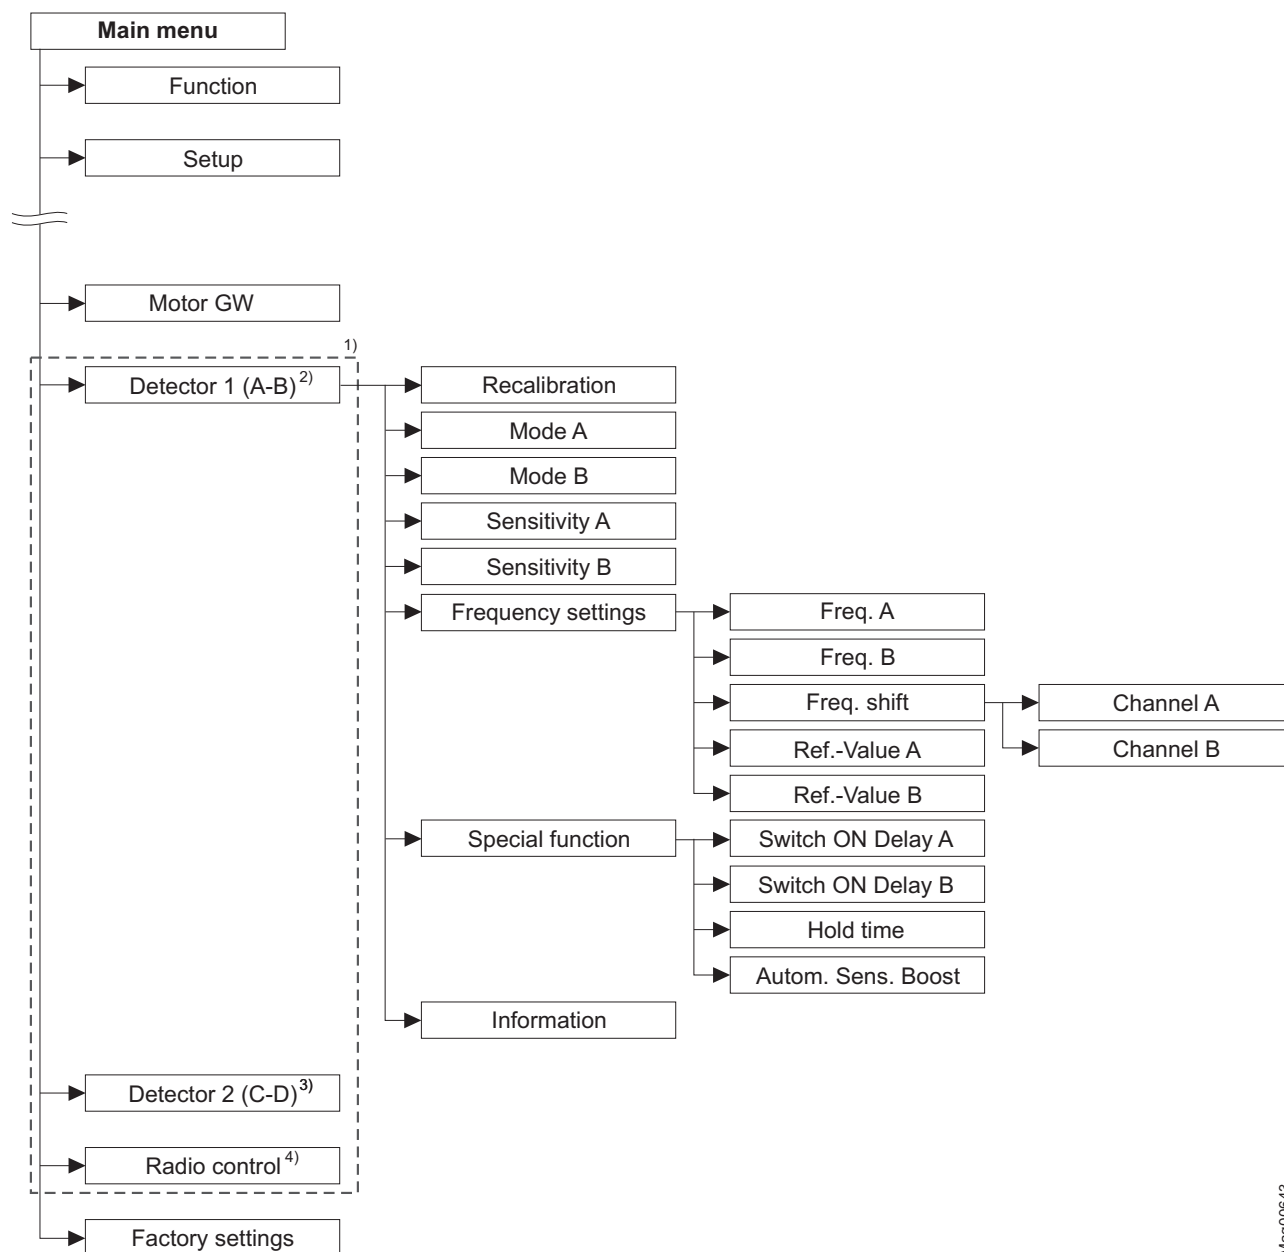 Main menu
Function
Setup
Motor GW
1)
Detector 1 (A-B) 2)
Recalibration
Mode A
Mode B
Sensitivity A
Sensitivity B
Frequency settings
Freq. A
Freq. B
Freq. shift
Channel A
Channel B
Ref.-Value A
Ref.-Value B
Special function
Switch ON Delay A
Switch ON Delay B
Hold time
Autom. Sens. Boost
Information
Detector 2 (C-D) 3)
Radio control 4)
Factory settings